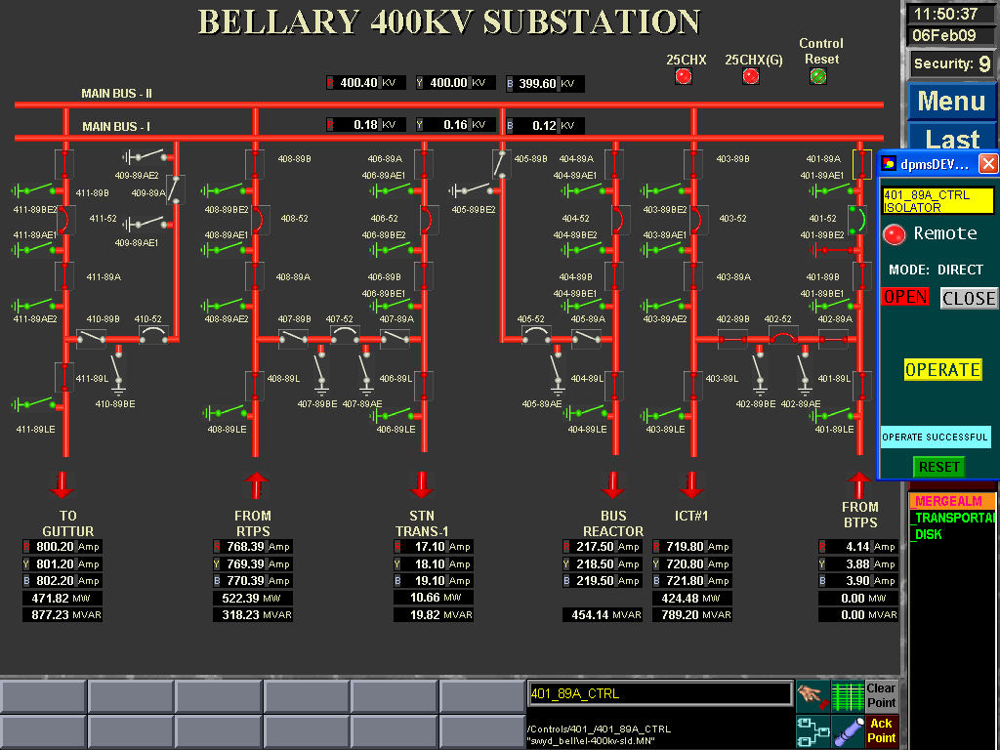 BELLARY 400KV SUBSTATION
11:50:37
06Feb09
Security: 9
Menu
Last
25CHX
25CHX(G)
Control
Reset
MAIN BUS - II
R 400.40 KV
Y 400.00 KV
B 399.60 KV
MAIN BUS - I
R 0.18 KV
Y 0.16 KV
B 0.12 KV
409-89AE2
411-89B
409-89A
411-89BE2
411-52
411-89AE1
409-89AE1
411-89A
411-89AE2
410-89B
410-52
411-89L
410-89BE
411-89LE
408-89B
408-89BE2
408-52
408-89AE1
408-89A
408-89AE2
407-89B
407-52
407-89A
408-89L
407-89BE
407-89AE
408-89LE
406-89A
406-89AE1
406-52
406-89BE2
406-89B
406-89BE1
406-89L
406-89LE
405-89B
405-89BE2
405-52
405-89A
405-89AE
404-89A
404-89AE1
404-52
404-89BE2
404-89B
404-89BE1
404-89L
404-89LE
403-89B
403-89BE2
403-52
403-89AE1
403-89A
403-89AE2
402-89B
402-52
402-89A
403-89L
402-89BE
402-89AE
403-89LE
401-89A
401-89AE1
401-52
401-89BE2
401-89B
401-89BE1
401-89L
401-89LE
dpmsDEV...
401_89A_CTRL
ISOLATOR
Remote
MODE: DIRECT
OPEN
CLOSE
OPERATE
OPERATE SUCCESSFUL
RESET
MERGEALM
_TRANSPORTA
_DISK
TO
GUTTUR
R 800.20 Amp
Y 801.20 Amp
B 802.20 Amp
471.82 MW
877.23 MVAR
FROM
RTPS
R 768.39 Amp
Y 769.39 Amp
B 770.39 Amp
522.39 MW
318.23 MVAR
STN
TRANS-1
R 17.10 Amp
Y 18.10 Amp
B 19.10 Amp
10.66 MW
19.82 MVAR
BUS
REACTOR
R 217.50 Amp
Y 218.50 Amp
B 219.50 Amp
454.14 MVAR
ICT#1
R 719.80 Amp
Y 720.80 Amp
B 721.80 Amp
424.48 MW
789.20 MVAR
FROM
BTPS
R 4.14 Amp
Y 3.88 Amp
B 3.90 Amp
0.00 MW
0.00 MVAR
401_89A_CTRL
/Controls/401_/401_89A_CTRL
"swyd_bell\el-400kv-sld.MN"
Clear
Point
Ack
Point